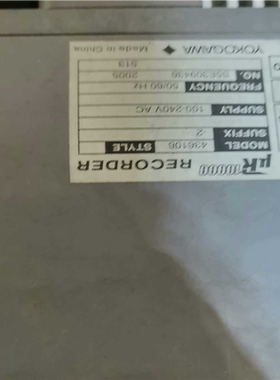 µR10000 RECORDER
MODEL 436106 STYLE
SUFFIX -2
SUPPLY 100-240V AC
FREQUENCY 50/60 Hz
NO. 2005
519
YOKOGAWA Made in China